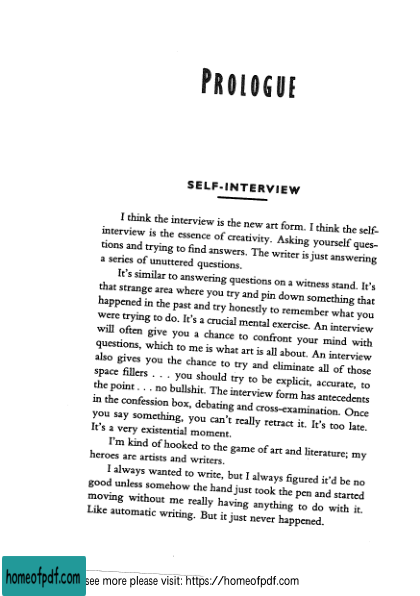 PROLOGUE
SELF-INTERVIEW
I think the interview is the new art form. I think the self-
interview is the essence of creativity. Asking yourself ques-
tions and trying to find answers. The writer is just answering
a series of unuttered questions.
It's similar to answering questions on a witness stand. It's
that strange area where you try and pin down something that
happened in the past and try honestly to remember what you
were trying to do. It's a crucial mental exercise. An interview
will often give you a chance to confront your mind with
questions, which to me is what art is all about. An interview
also gives you the chance to try and eliminate all of those
space fillers . . . you should try to be explicit, accurate, to
the point . . . no bullshit. The interview form has antecedents
in the confession box, debating and cross-examination. Once
you say something, you can't really retract it. It's too late.
It's a very existential moment.
I'm kind of hooked to the game of art and literature; my
heroes are artists and writers.
I always wanted to write, but I always figured it'd be no
good unless somehow the hand just took the pen and started
moving without me really having anything to do with it.
Like automatic writing. But it just never happened.
homeofpdf.com
see more please visit: https://homeofpdf.com